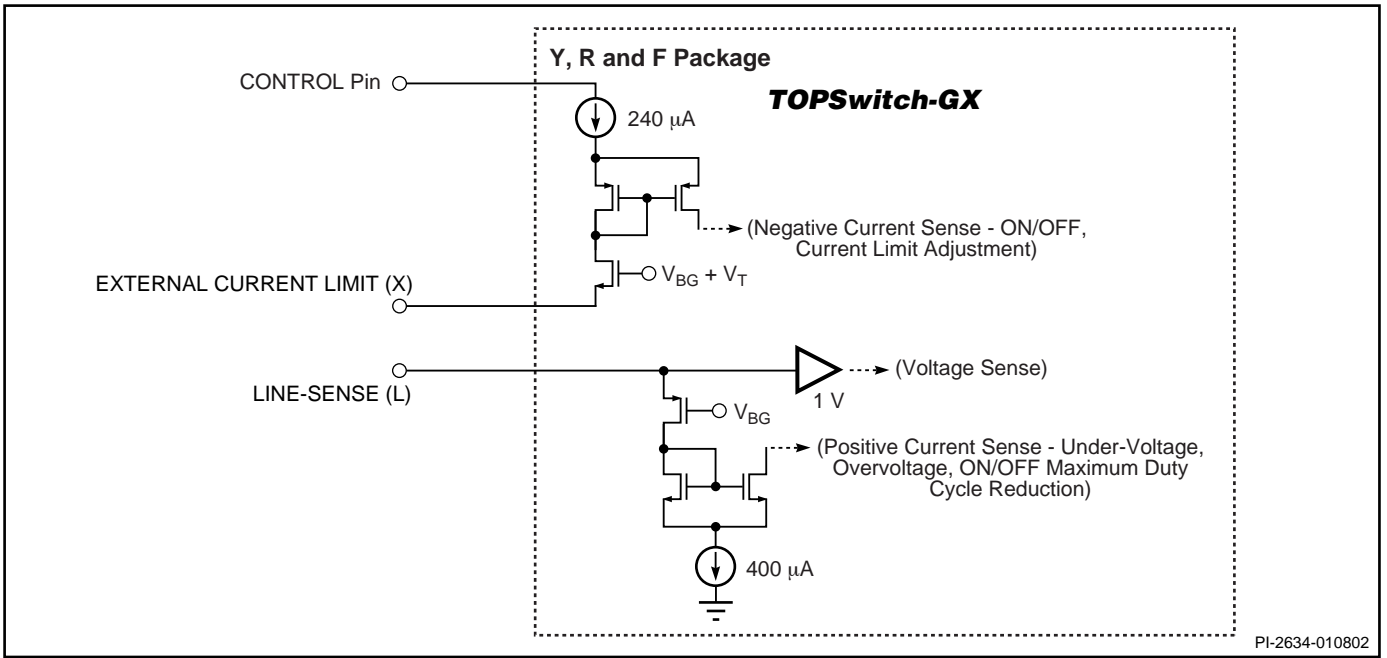 Y, R and F Package
TOPSwitch-GX
CONTROL Pin
240 μA
(Negative Current Sense - ON/OFF,
Current Limit Adjustment)
V_BG + V_T
EXTERNAL CURRENT LIMIT (X)
LINE-SENSE (L)
(Voltage Sense)
1 V
V_BG
(Positive Current Sense - Under-Voltage,
Overvoltage, ON/OFF Maximum Duty
Cycle Reduction)
400 μA
PI-2634-010802